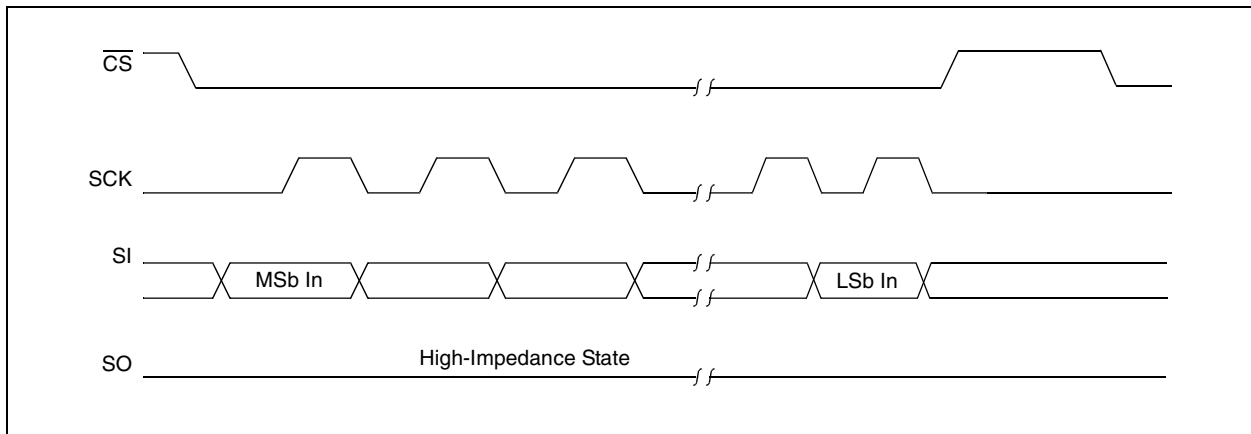 CS
SCK
SI
MSb In
LSb In
SO
High-Impedance State